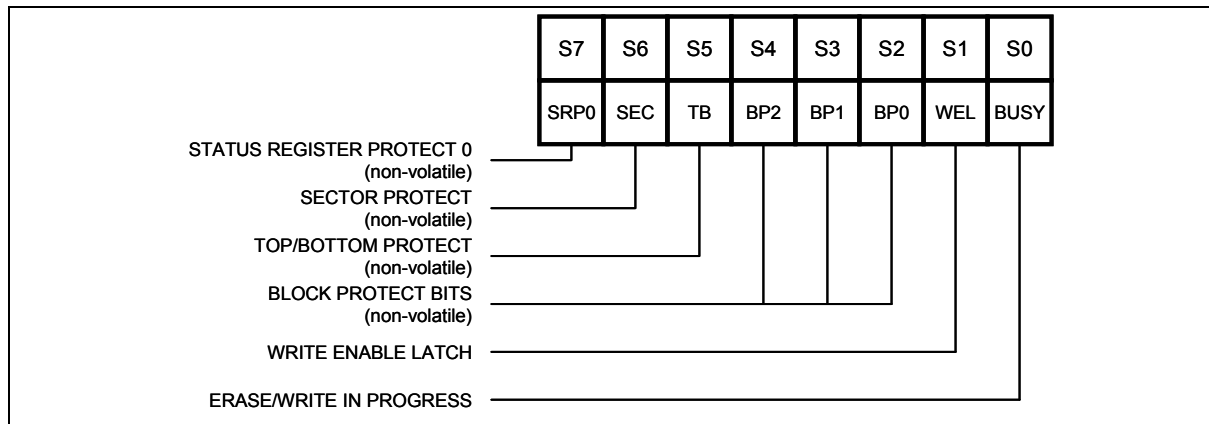 S7 S6 S5 S4 S3 S2 S1 S0
SRP0 SEC TB BP2 BP1 BP0 WEL BUSY
STATUS REGISTER PROTECT 0
(non-volatile)
SECTOR PROTECT
(non-volatile)
TOP/BOTTOM PROTECT
(non-volatile)
BLOCK PROTECT BITS
(non-volatile)
WRITE ENABLE LATCH
ERASE/WRITE IN PROGRESS